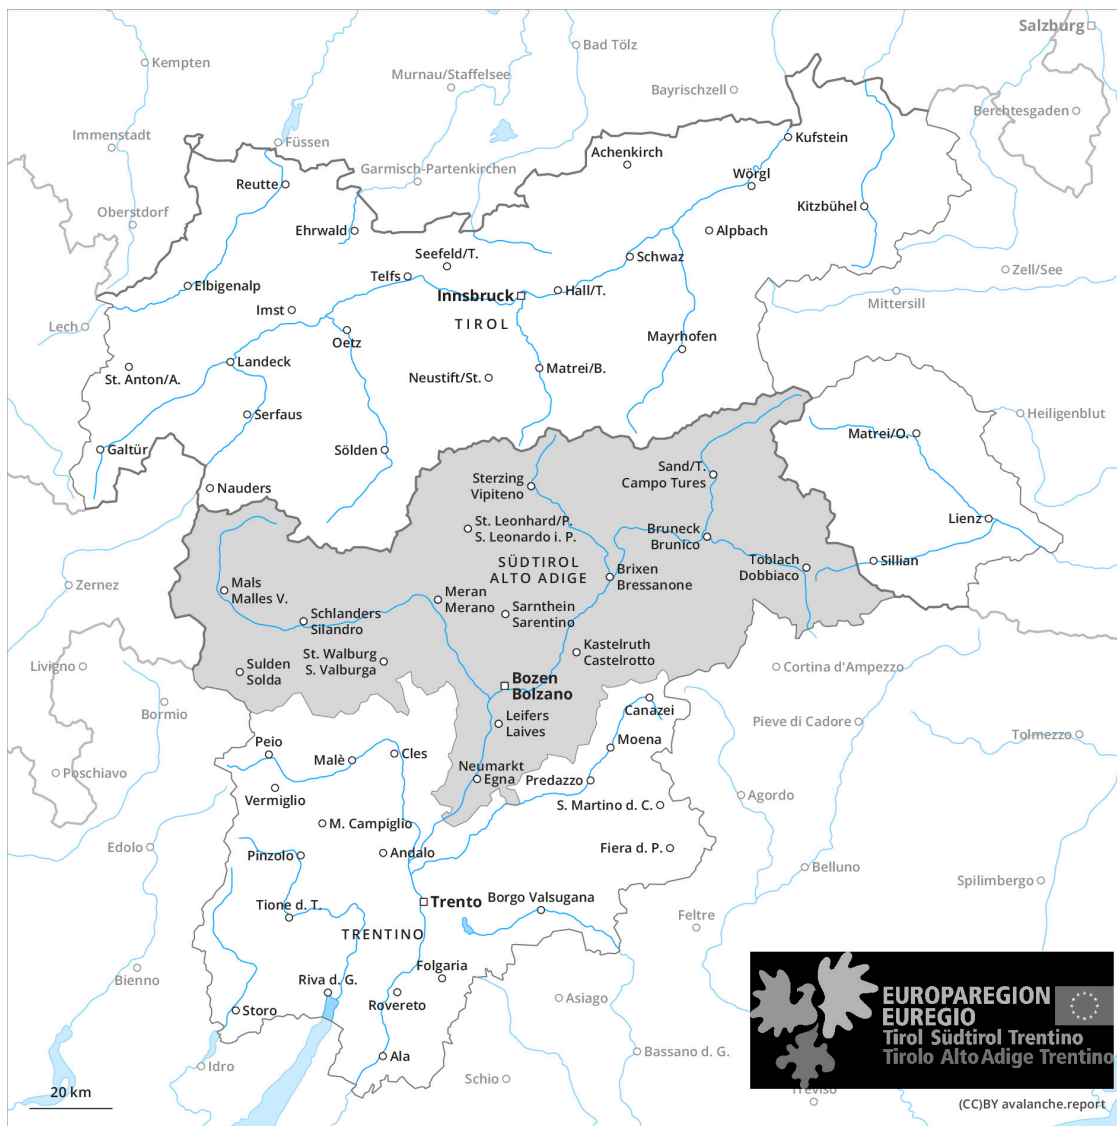 Salzburg
Bad Tölz
Kempten
Murnau/Staffelsee
Bayrischzell
Berchtesgaden
Immenstadt
Füssen
Kufstein
Achenkirch
Garmisch-Partenkirchen
Wörgl
Reutte
Oberstdorf
Kitzbühel
Ehrwald
Alpbach
Seefeld/T.
Schwaz
Zell/See
Telfs
Elbigenalp
Innsbruck
Hall/T.
Mittersill
Imst
TIROL
Lech
Oetz
Mayrhofen
Landeck
Matrei/B.
St. Anton/A.
Neustift/St.
Serfaus
Heiligenblut
Matrei/O.
Galtür
Sölden
Sand/T.
Campo Tures
Sterzing
Vipiteno
Nauders
Lienz
St. Leonhard/P.
S. Leonardo i. P.
Bruneck
Brunico
SÜDTIROL
ALTO ADIGE
Toblach
Dobbiaco
Sillian
Brixen
Bressanone
Zernez
Mals
Malles V.
Meran
Merano
Schlanders
Silandro
Sarnthein
Sarentino
Kastelruth
Castelrotto
St. Walburg
S. Valburga
Livigno
Sulden
Solda
Cortina d'Ampezzo
Bozen
Bolzano
Bormio
Canazei
Leifers
Laives
Pieve di Cadore
Tolmezzo
Moena
Peio
Cles
Malè
Neumarkt
Egna
Poschiavo
Predazzo
Vermiglio
Agordo
S. Martino d. C.
M. Campiglio
Edolo
Fiera d. P.
Pinzolo
Andalo
Belluno
Spilimbergo
Trento
Borgo Valsugana
Tione d. T.
Feltre
TRENTINO
Folgaria
Bienno
Riva d. G.
Rovereto
Asiago
Storo
EUROPAREGION
EUREGIO
Tirol Südtirol Trentino
Tirolo Alto Adige Trentino
Ala
Bassano d. G.
Idro
Schio
Treviso
20 km
(CC)BY avalanche.report